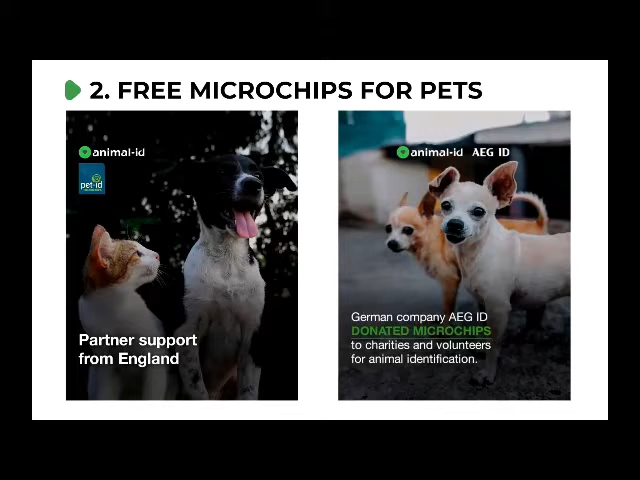 2. FREE MICROCHIPS FOR PETS
animal-id
pet-id
Partner support
from England
animal-id AEG ID
German company AEG ID
DONATED MICROCHIPS
to charities and volunteers
for animal identification.